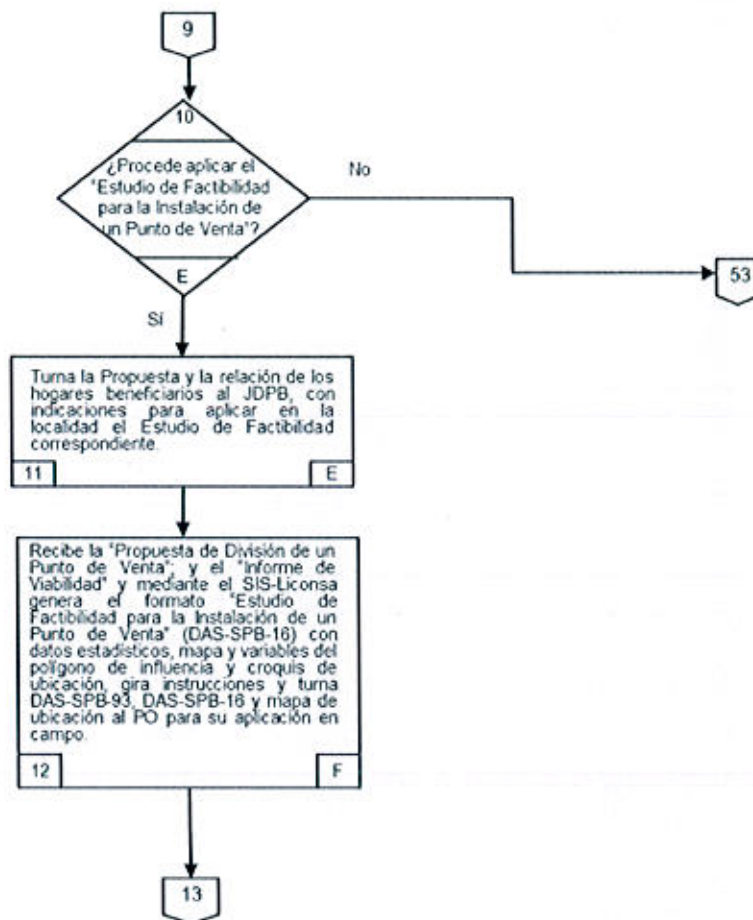 9
10
¿Procede aplicar el
"Estudio de Factibilidad
para la Instalación de
un Punto de Venta"?
E
No
53
Sí
Turna la Propuesta y la relación de los
hogares beneficiarios al JDPB, con
indicaciones para aplicar en la
localidad el Estudio de Factibilidad
correspondiente.
11
E
Recibe la "Propuesta de División de un
Punto de Venta"; y el "Informe de
Viabilidad" y mediante el SIS-Liconsa
genera el formato "Estudio de
Factibilidad para la Instalación de un
Punto de Venta" (DAS-SPB-16) con
datos estadísticos, mapa y variables del
polígono de influencia y croquis de
ubicación, gira instrucciones y turna
DAS-SPB-93, DAS-SPB-16 y mapa de
ubicación al PO para su aplicación en
campo.
12
F
13